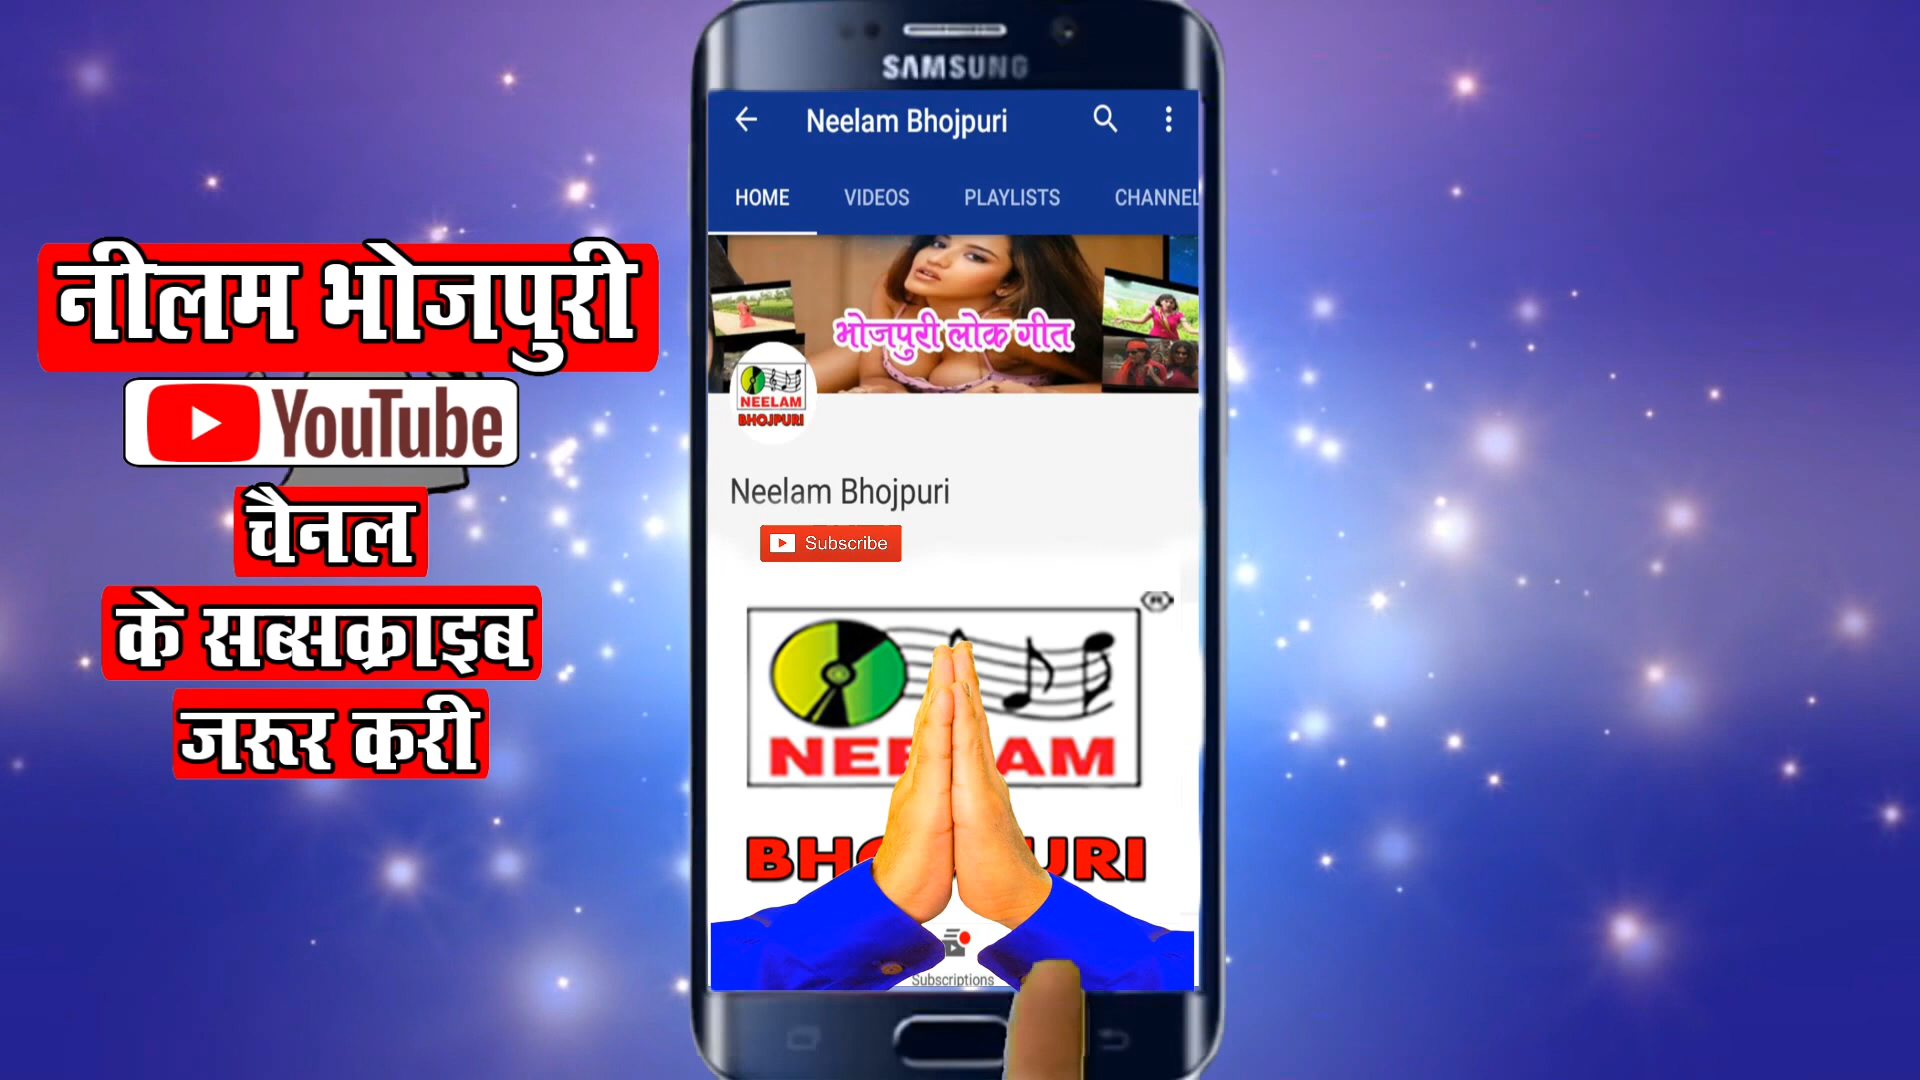 नीलम भोजपुरी
YouTube
चैनल
के सब्सक्राइब
जरूर करी
SAMSUNG
Neelam Bhojpuri
HOME VIDEOS PLAYLISTS CHANNEL
भोजपुरी लोक गीत
NEELAM
BHOJPURI
Neelam Bhojpuri
Subscribe
®
Subscriptions